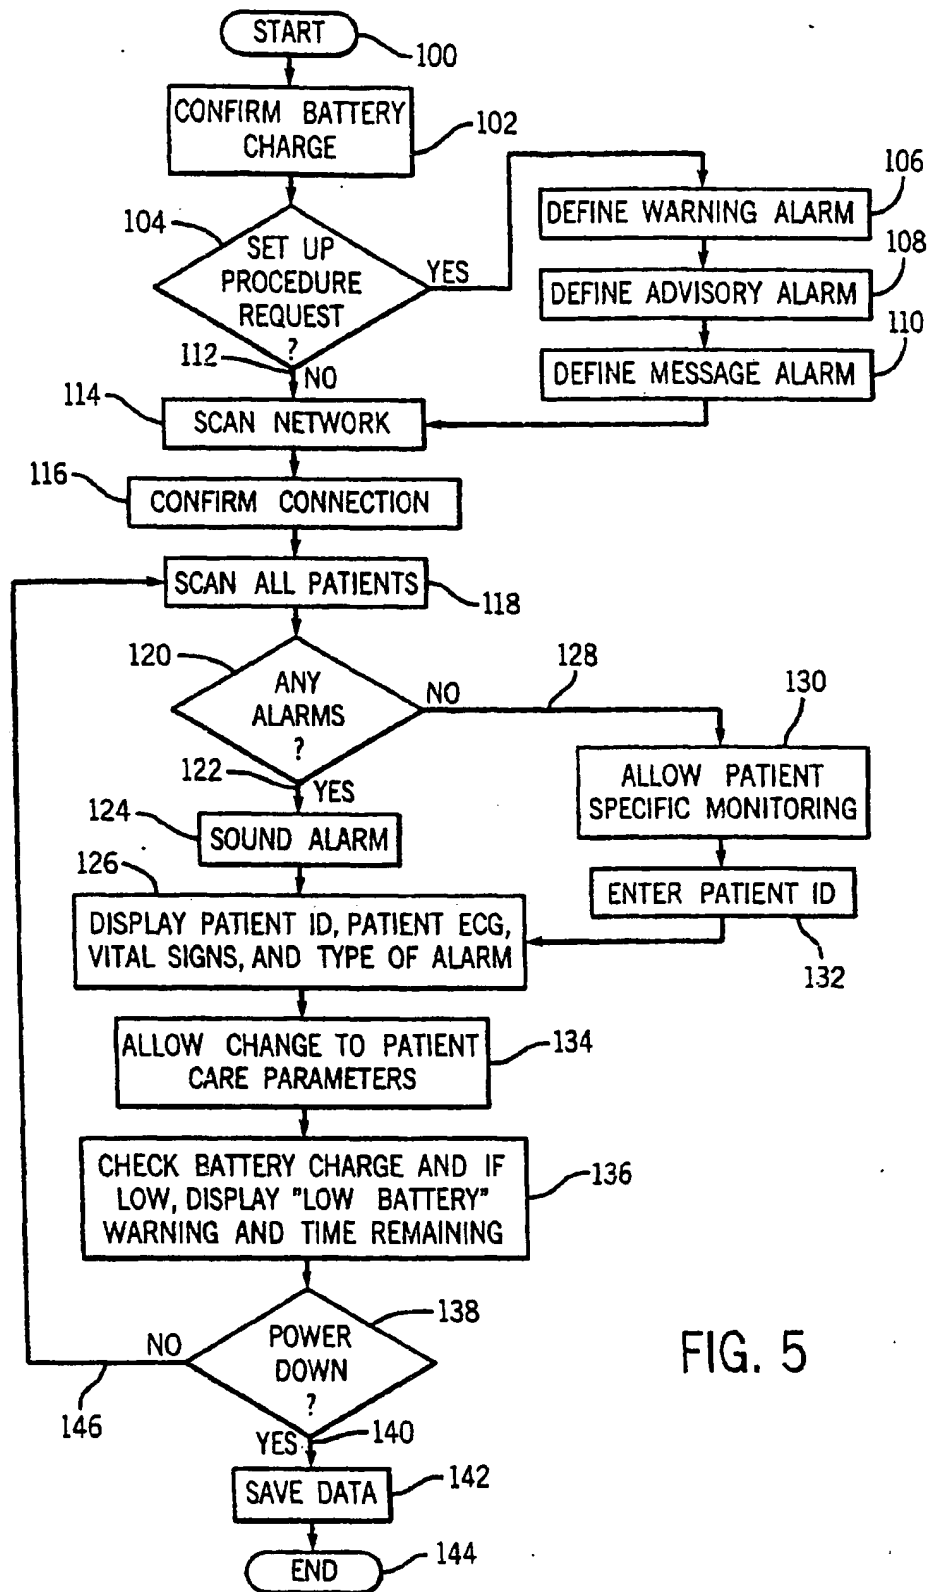 START
100
CONFIRM BATTERY
CHARGE
102
104
SET UP
PROCEDURE
REQUEST
?
YES
106
DEFINE WARNING ALARM
108
DEFINE ADVISORY ALARM
110
DEFINE MESSAGE ALARM
112
NO
114
SCAN NETWORK
116
CONFIRM CONNECTION
SCAN ALL PATIENTS
118
120
ANY
ALARMS
?
NO
128
130
ALLOW PATIENT
SPECIFIC MONITORING
122
YES
124
SOUND ALARM
ENTER PATIENT ID
132
126
DISPLAY PATIENT ID, PATIENT ECG,
VITAL SIGNS, AND TYPE OF ALARM
ALLOW CHANGE TO PATIENT
CARE PARAMETERS
134
CHECK BATTERY CHARGE AND IF
LOW, DISPLAY "LOW BATTERY"
WARNING AND TIME REMAINING
136
138
POWER
DOWN
?
NO
146
YES
140
SAVE DATA
142
END
144
FIG. 5